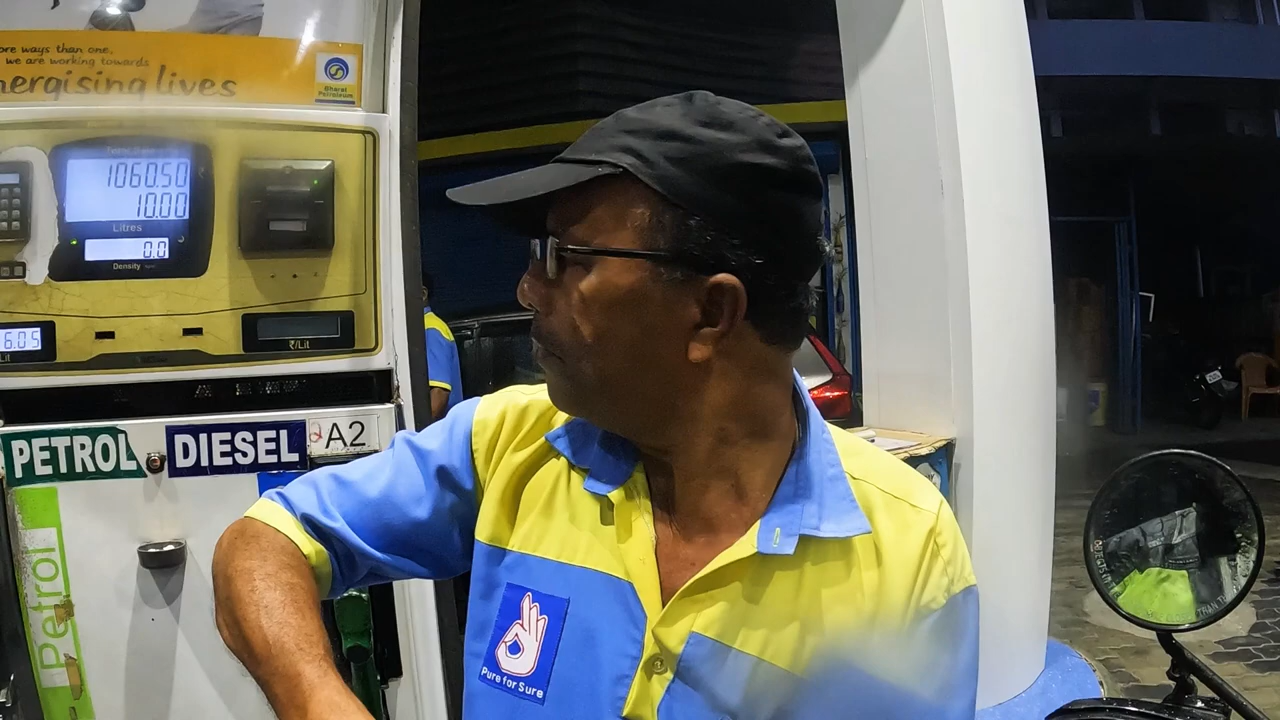 ore ways than one,
we are working towards
nergising lives
Bharat
Petroleum
1060.50
10.00
Litres
0.0
Density
6.05
Lit
₹/Lit
PETROL
DIESEL
A2
Petrol
Pure for Sure